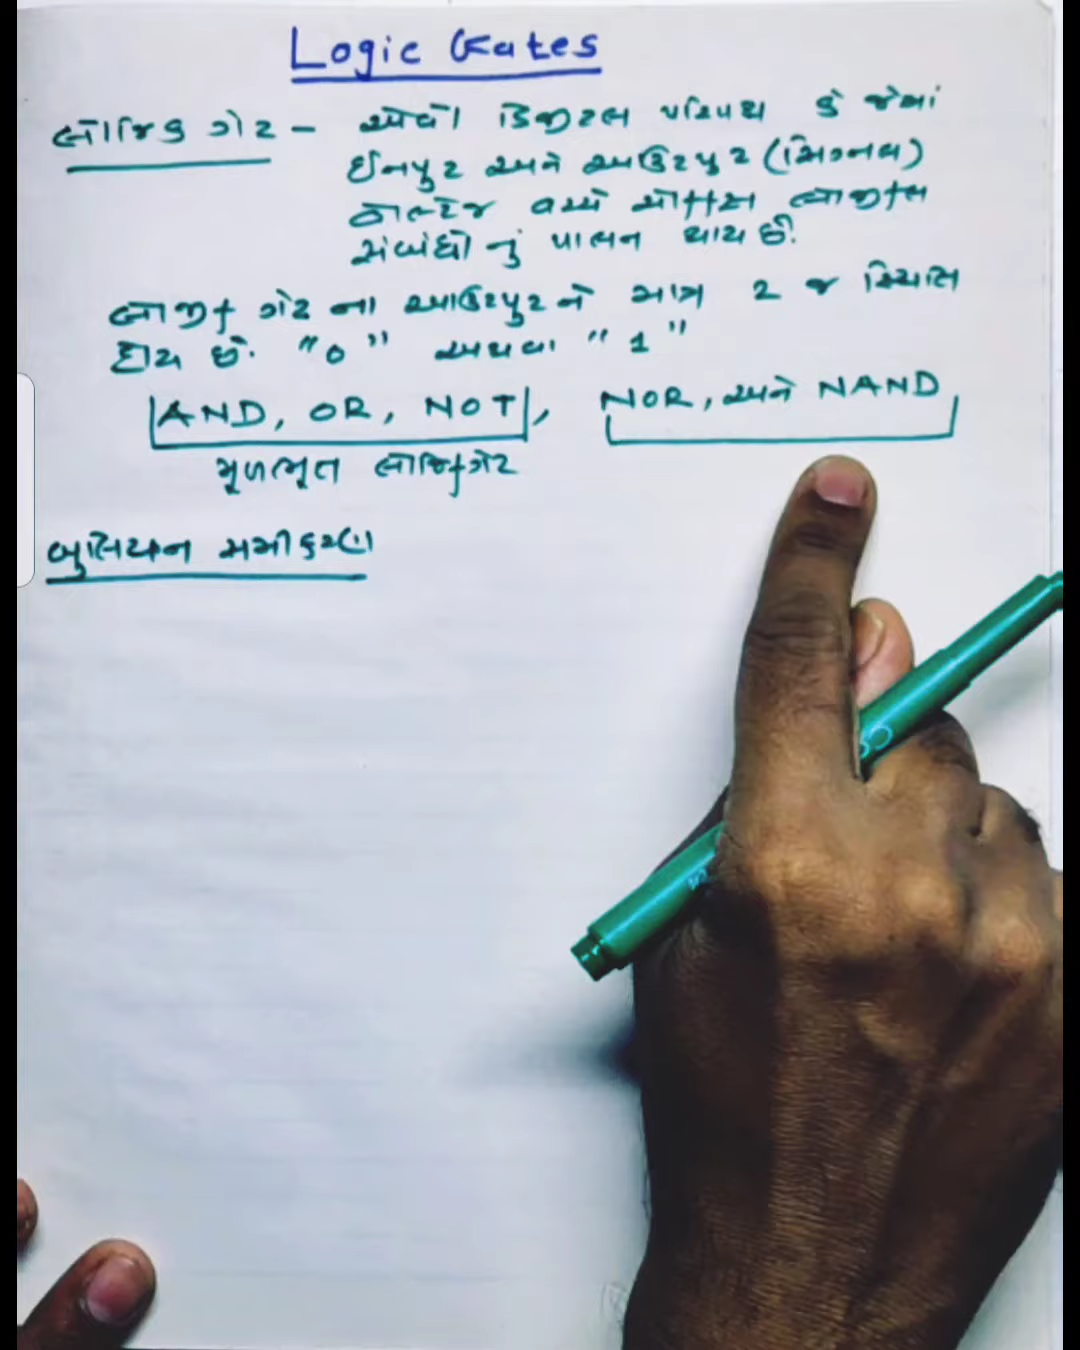 Logic Gates
લોજિક ગેટ - એવો ડિજીટલ પરિપથ કે જેમાં
ઈનપુટ અને આઉટપુટ (સિગ્નલ)
વોલ્ટેજ વચ્ચે ચોક્કસ લોજીકલ
સંબંધોનું પાલન થાય છે.
લોજીક ગેટ ના આઉટપુટને માત્ર 2 જ સ્થિતિ
હોય છે. "0" અથવા "1"
AND, OR, NOT, NOR, અને NAND
મૂળભૂત લોજિક ગેટ
બુલિયન સમીકરણ